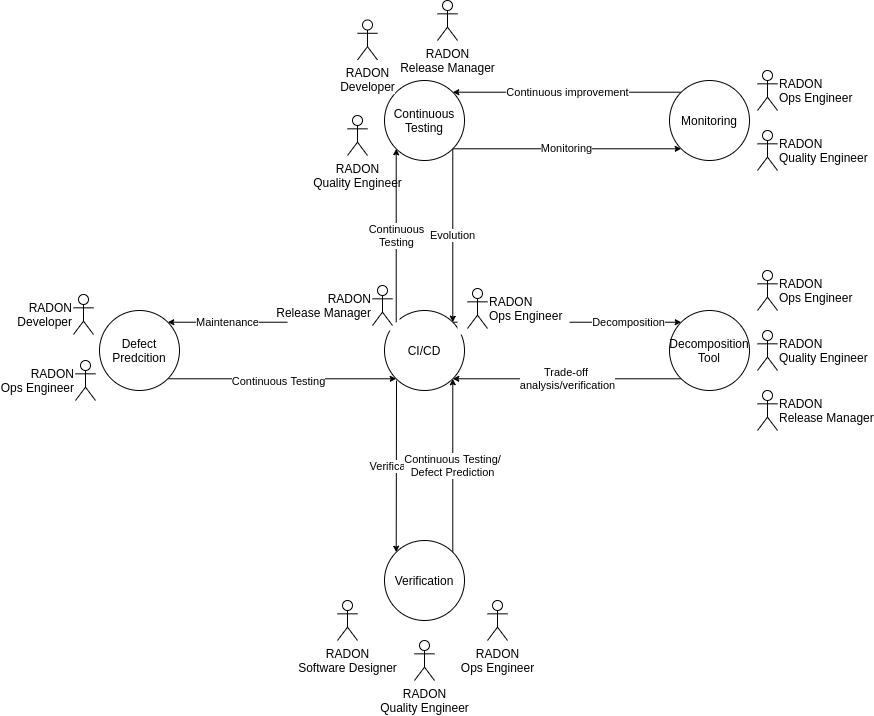 RADON
Release Manager
RADON
Developer
Continuous
Testing
RADON
Quality Engineer
Continuous improvement
Monitoring
Monitoring
RADON
Ops Engineer
RADON
Quality Engineer
Continuous
Testing
Evolution
RADON
Developer
Defect
Predcition
RADON
Ops Engineer
Maintenance
Continuous Testing
RADON
Release Manager
CI/CD
RADON
Ops Engineer
Decomposition
Trade-off
analysis/verification
Decomposition
Tool
RADON
Ops Engineer
RADON
Quality Engineer
RADON
Release Manager
Verifica
Continuous Testing/
Defect Prediction
Verification
RADON
Software Designer
RADON
Quality Engineer
RADON
Ops Engineer